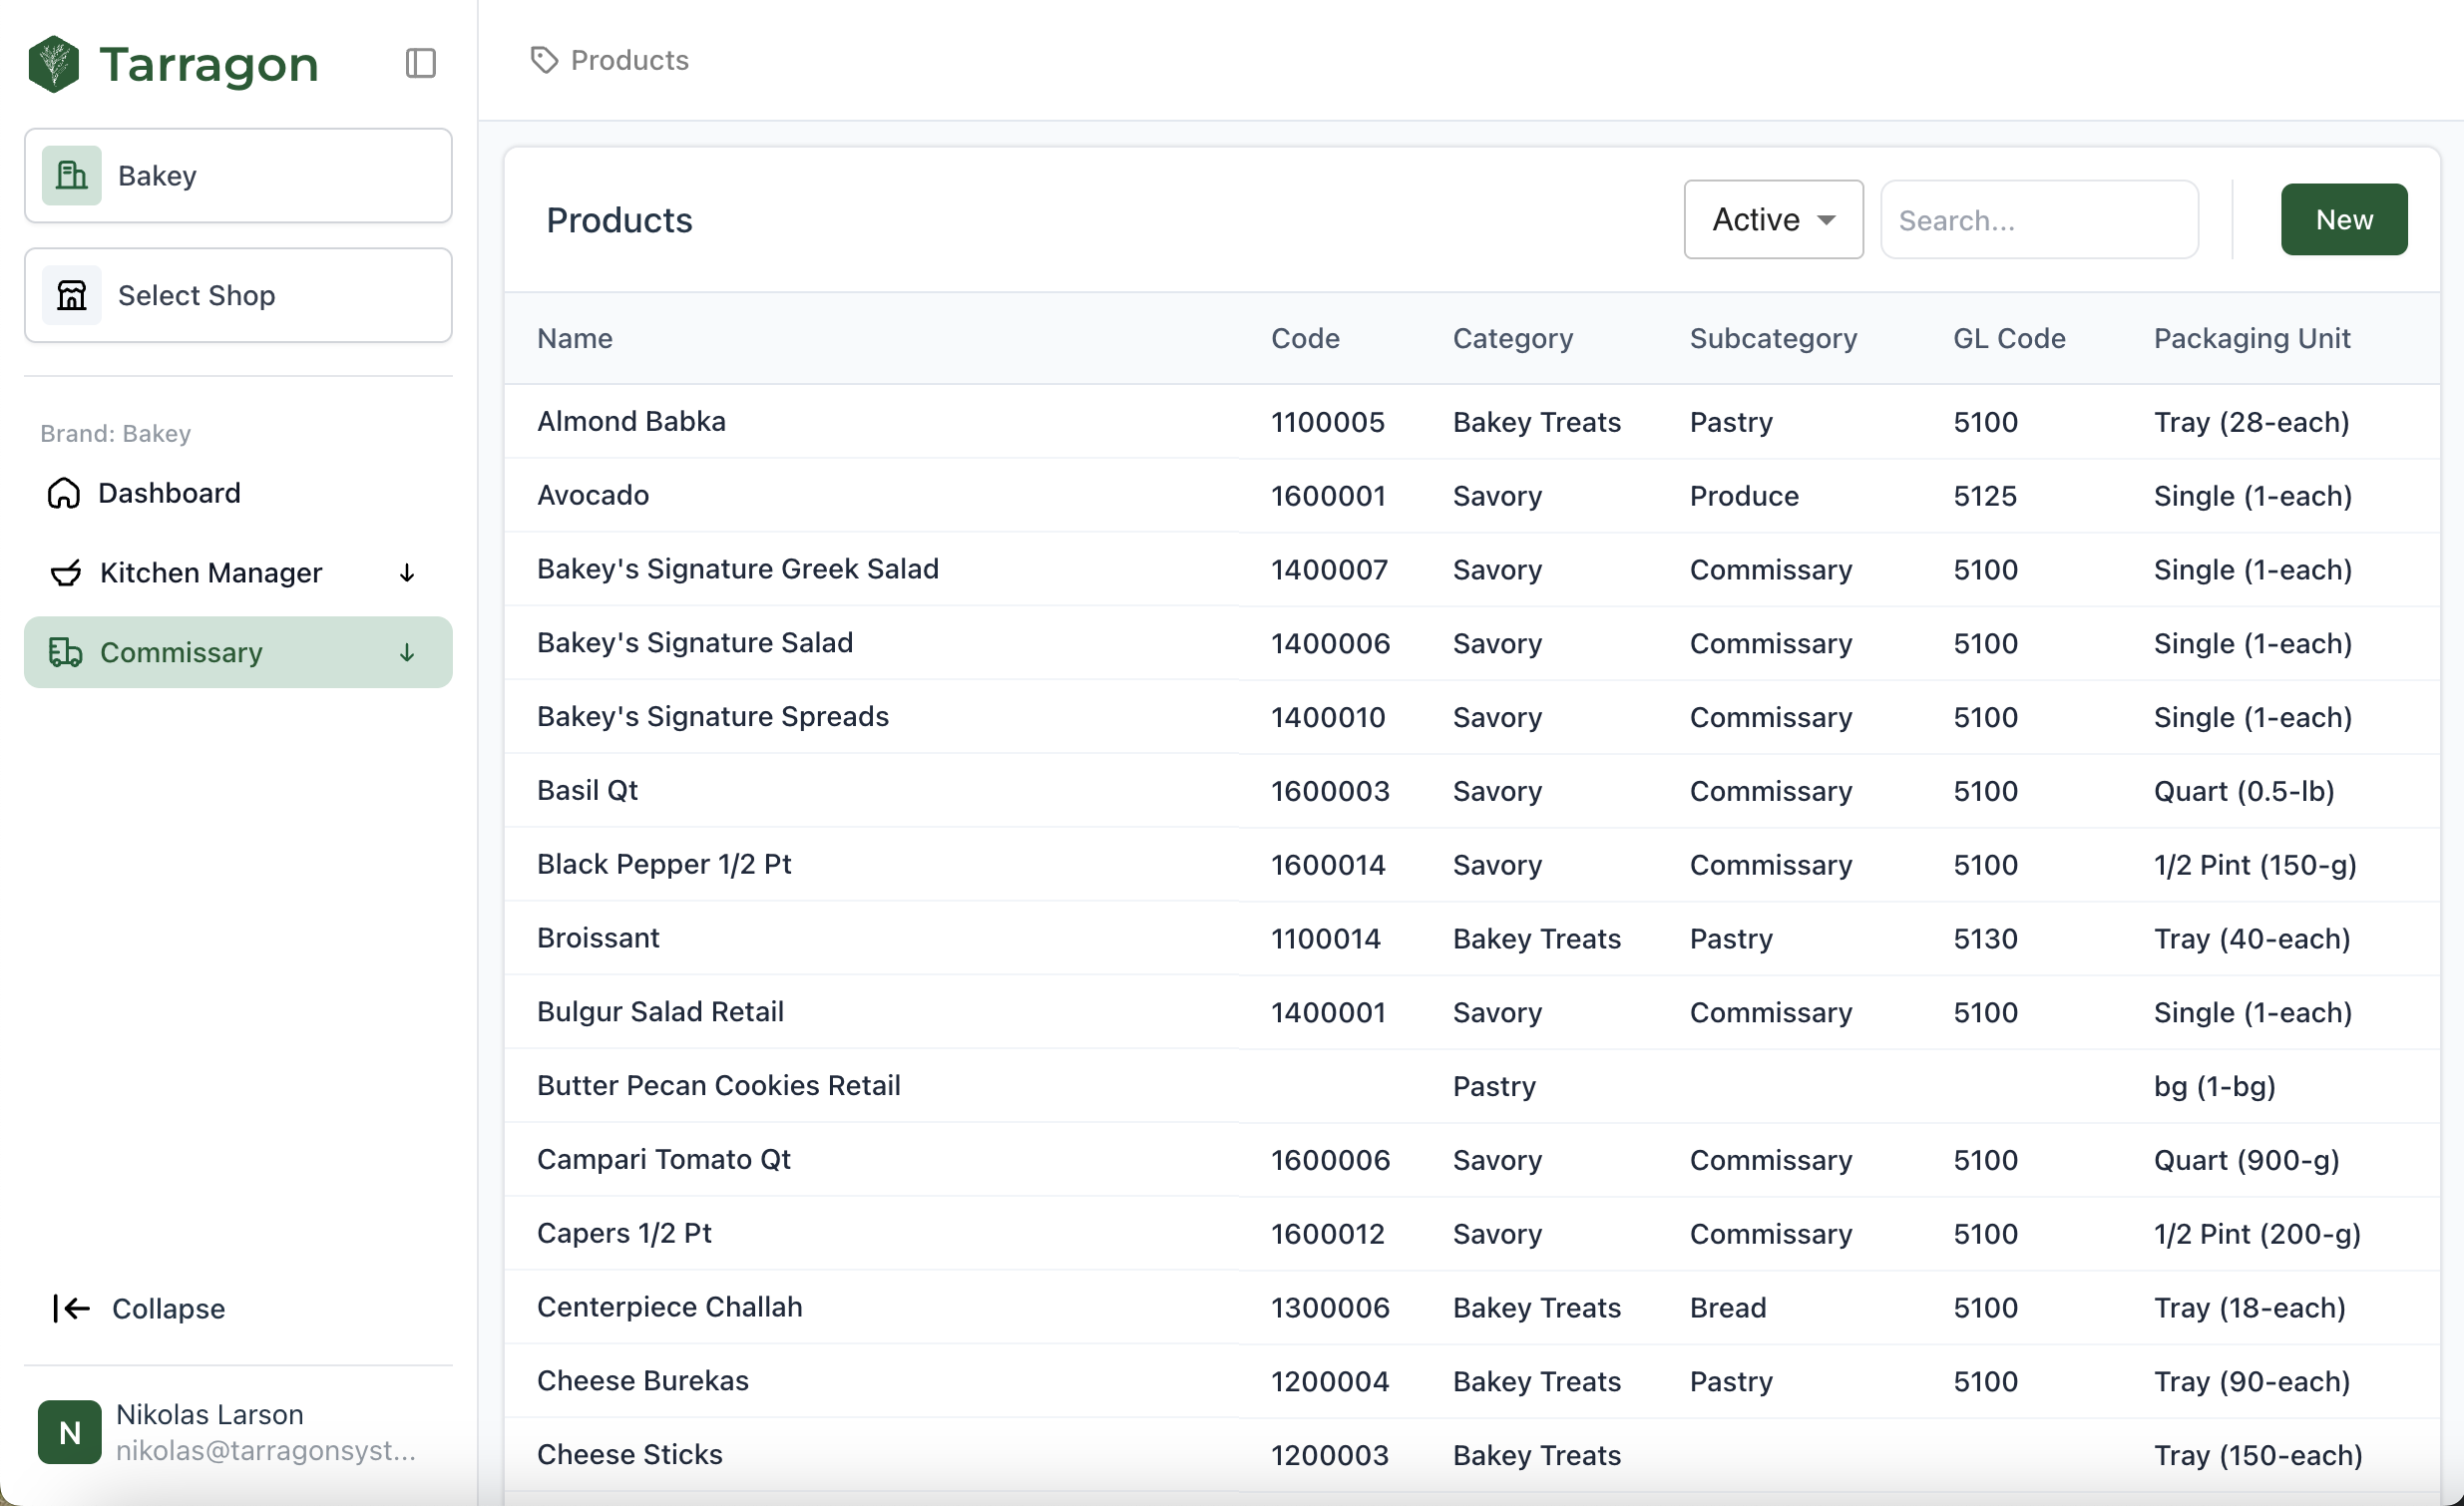 Tarragon
Bakey
Select Shop
Brand: Bakey
Dashboard
Kitchen Manager
Commissary
Collapse
N
Nikolas Larson
nikolas@tarragonsyst...
Products
Products
Active
Search...
New
Name Code Category Subcategory GL Code Packaging Unit
Almond Babka 1100005 Bakey Treats Pastry 5100 Tray (28-each)
Avocado 1600001 Savory Produce 5125 Single (1-each)
Bakey's Signature Greek Salad 1400007 Savory Commissary 5100 Single (1-each)
Bakey's Signature Salad 1400006 Savory Commissary 5100 Single (1-each)
Bakey's Signature Spreads 1400010 Savory Commissary 5100 Single (1-each)
Basil Qt 1600003 Savory Commissary 5100 Quart (0.5-lb)
Black Pepper 1/2 Pt 1600014 Savory Commissary 5100 1/2 Pint (150-g)
Broissant 1100014 Bakey Treats Pastry 5130 Tray (40-each)
Bulgur Salad Retail 1400001 Savory Commissary 5100 Single (1-each)
Butter Pecan Cookies Retail Pastry bg (1-bg)
Campari Tomato Qt 1600006 Savory Commissary 5100 Quart (900-g)
Capers 1/2 Pt 1600012 Savory Commissary 5100 1/2 Pint (200-g)
Centerpiece Challah 1300006 Bakey Treats Bread 5100 Tray (18-each)
Cheese Burekas 1200004 Bakey Treats Pastry 5100 Tray (90-each)
Cheese Sticks 1200003 Bakey Treats Tray (150-each)